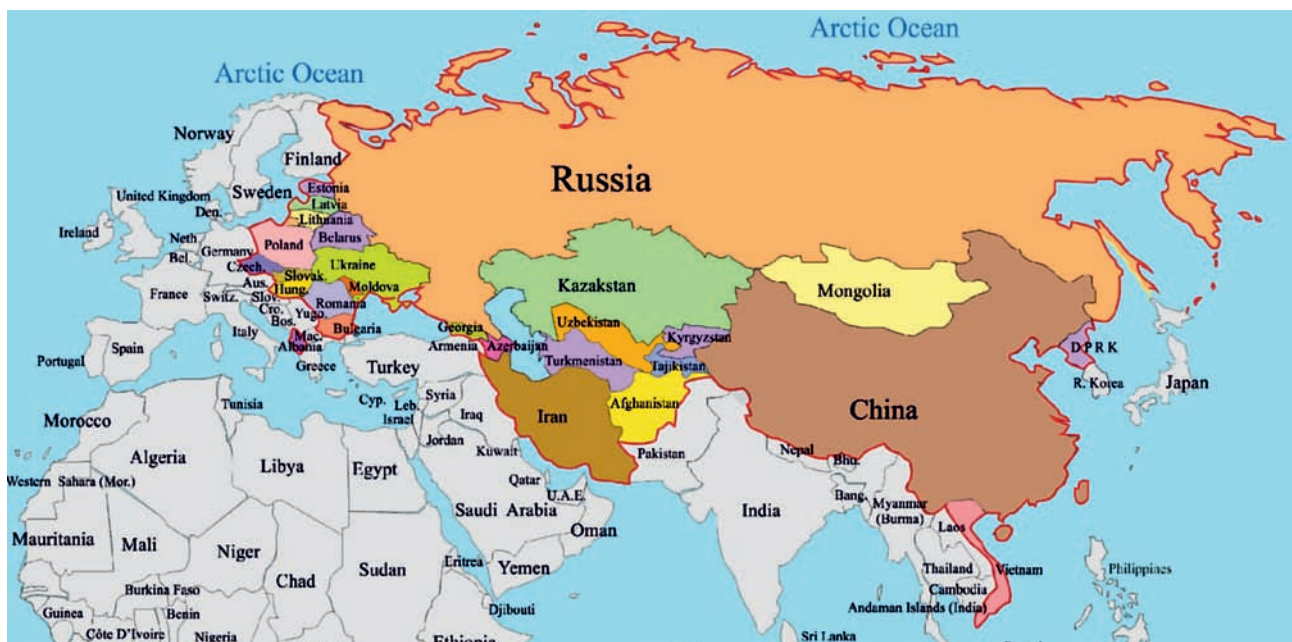 Arctic Ocean
Arctic Ocean
Norway
Finland
Russia
Sweden
Estonia
Latvia
Lithuania
United Kingdom
Den.
Ireland
Neth
Bel.
Germany
Poland
Belarus
Czech.
Ukraine
Slovak.
Aus.
Hung.
Moldova
France
Switz.
Slov.
Cro.
Bos.
Yugo.
Romania
Kazakstan
Mongolia
Italy
Mac.
Bulgaria
Albania
Georgia
Uzbekistan
Kyrgyzstan
Portugal
Spain
Greece
Turkey
Armenia
Azerbaijan
Turkmenistan
Tajikistan
D P R K
R. Korea
Japan
Tunisia
Cyp.
Leb.
Syria
Israel
Iraq
Iran
Afghanistan
China
Morocco
Algeria
Libya
Egypt
Jordan
Kuwait
Pakistan
Nepal
Bhu.
Western Sahara (Mor.)
Qatar
U.A.E.
Saudi Arabia
Oman
India
Bang.
Myanmar
(Burma)
Laos
Mauritania
Mali
Niger
Chad
Sudan
Eritrea
Yemen
Thailand
Vietnam
Philippines
Cambodia
Burkina Faso
Djibouti
Andaman Islands (India)
Guinea
Benin
Côte D'Ivoire
Nigeria
Ethiopia
Sri Lanka